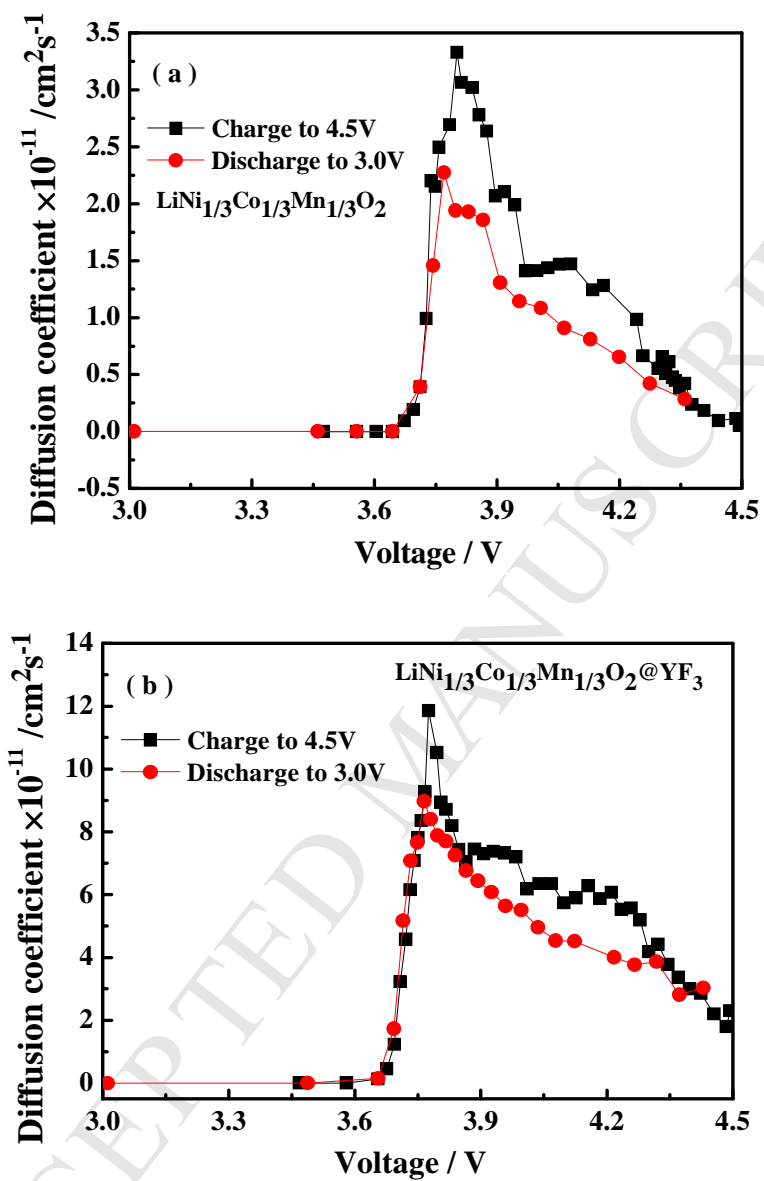 ( a )
Charge to 4.5V
Discharge to 3.0V
LiNi1/3Co1/3Mn1/3O2
Diffusion coefficient ×10-11 /cm2s-1
3.5
3.0
2.5
2.0
1.5
1.0
0.5
0.0
-0.5
3.0 3.3 3.6 3.9 4.2 4.5
Voltage / V
( b )
LiNi1/3Co1/3Mn1/3O2@YF3
Charge to 4.5V
Discharge to 3.0V
Diffusion coefficient ×10-11 /cm2s-1
14
12
10
8
6
4
2
0
3.0 3.3 3.6 3.9 4.2 4.5
Voltage / V
EPTED MANUSCRI